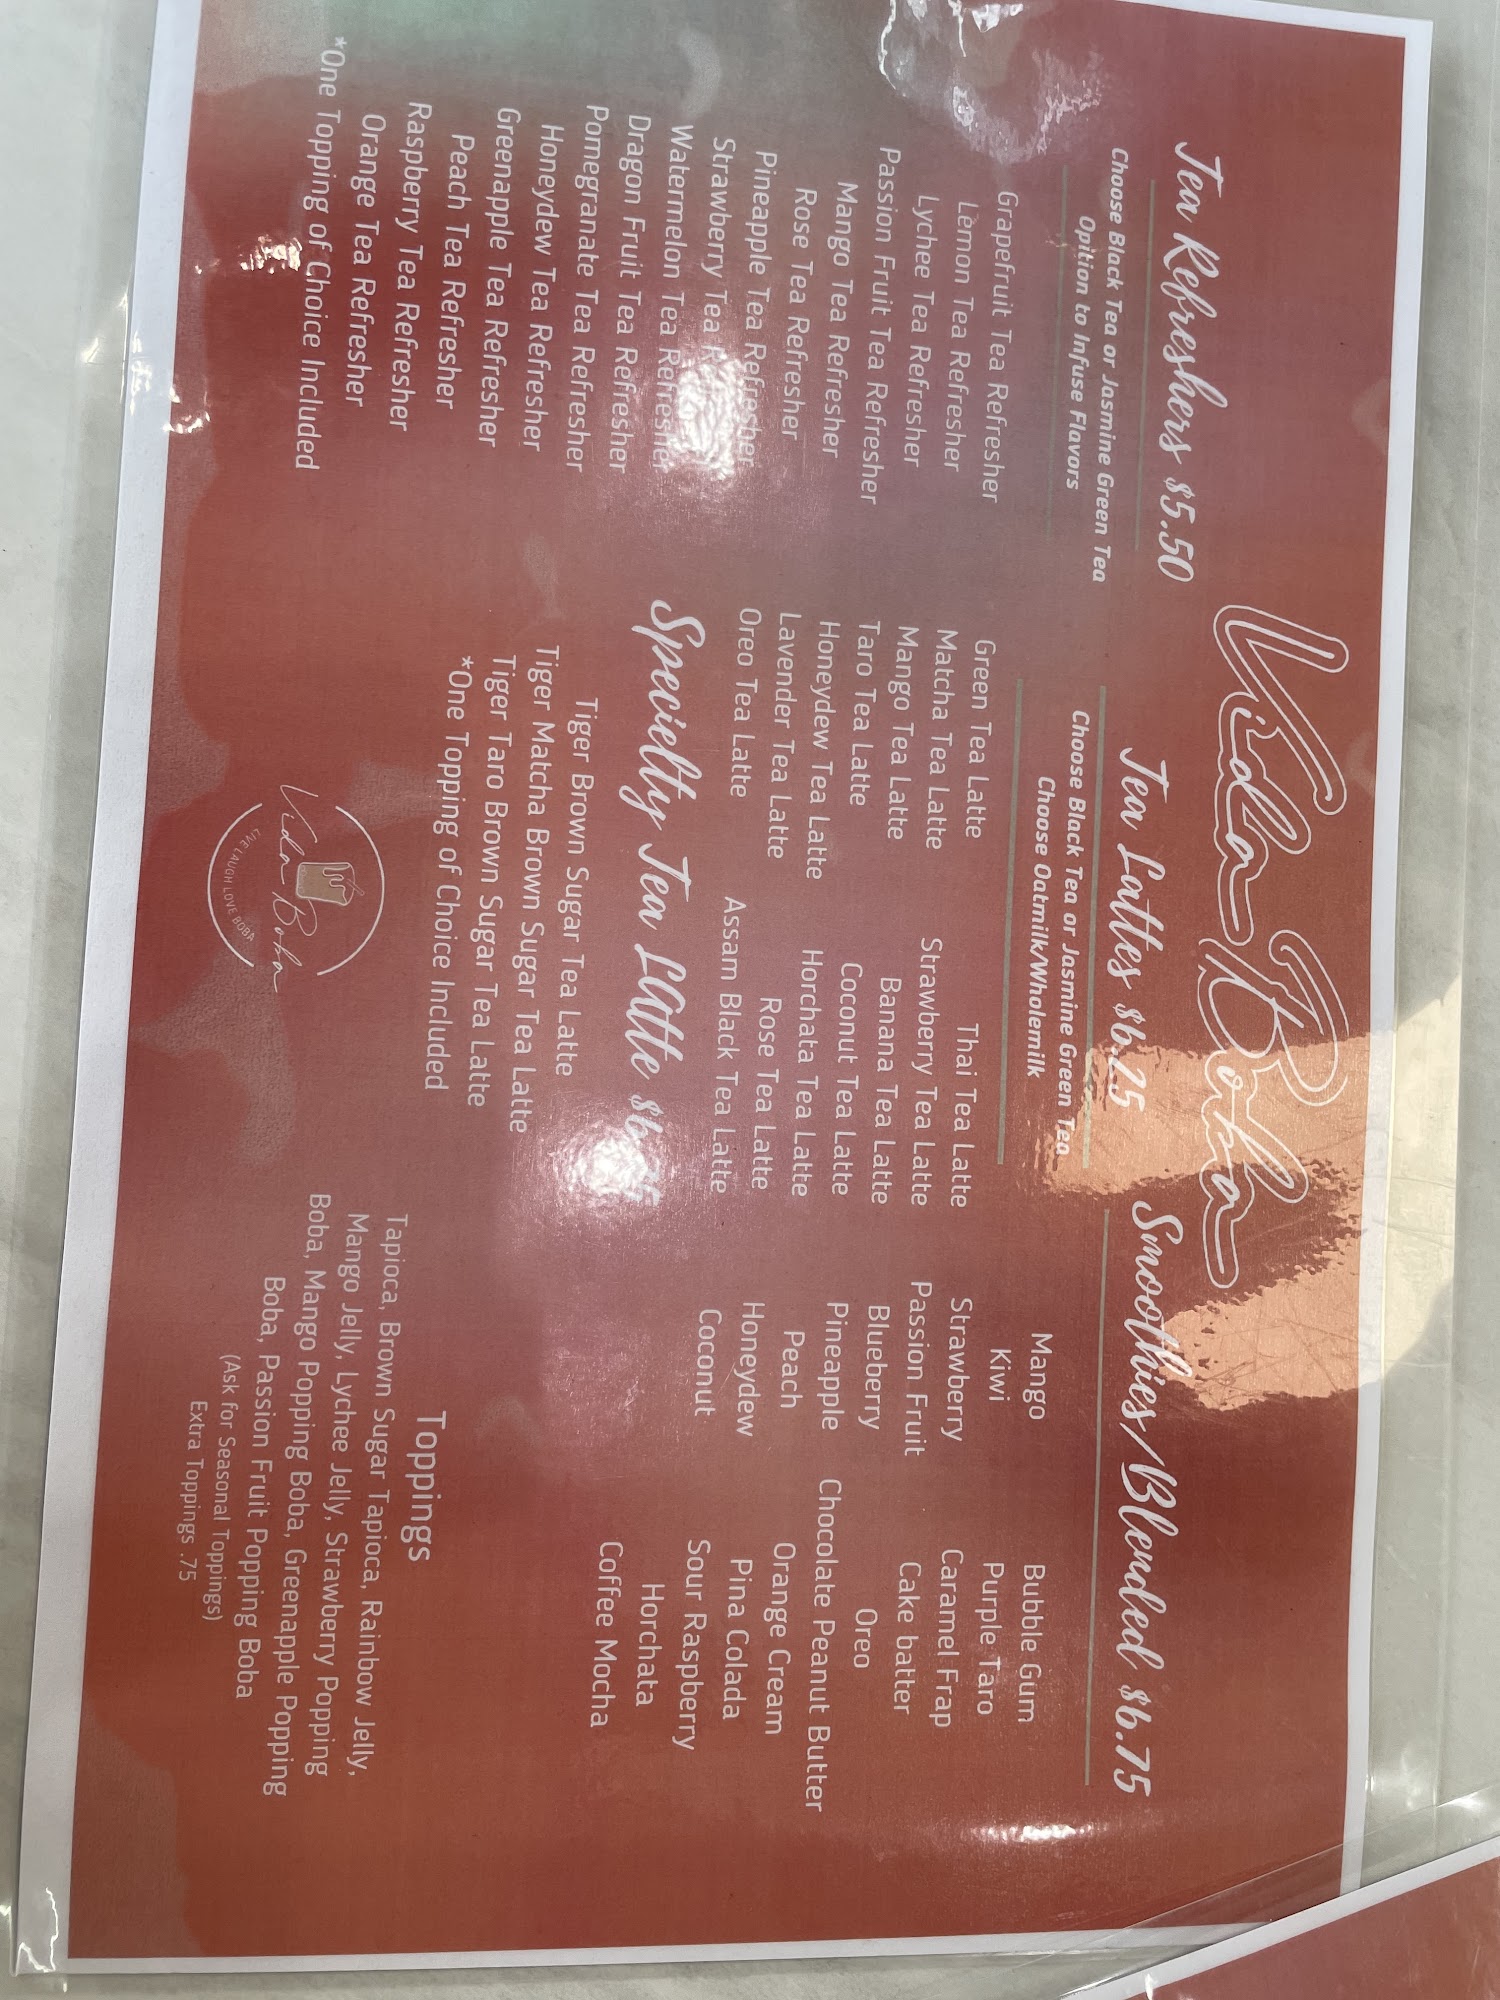 Vida Boba
Tea Refreshers $5.50
Choose Black Tea or Jasmine Green Tea
Opition to Infuse Flavors
Grapefruit Tea Refresher
Lemon Tea Refresher
Lychee Tea Refresher
Passion Fruit Tea Refresher
Mango Tea Refresher
Rose Tea Refresher
Pineapple Tea Refresher
Strawberry Tea
Watermelon Tea Refresher
Dragon Fruit Tea Refresher
Pomegranate Tea Refresher
Honeydew Tea Refresher
Greenapple Tea Refresher
Peach Tea Refresher
Raspberry Tea Refresher
Orange Tea Refresher
*One Topping of Choice Included
Tea Lattes $6.25
Choose Black Tea or Jasmine Green Tea
Choose Oatmilk/Wholemilk
Green Tea Latte
Matcha Tea Latte
Mango Tea Latte
Taro Tea Latte
Honeydew Tea Latte
Lavender Tea Latte
Oreo Tea Latte
Thai Tea Latte
Strawberry Tea Latte
Banana Tea Latte
Coconut Tea Latte
Horchata Tea Latte
Rose Tea Latte
Assam Black Tea Latte
Specielty Tea LAtte $6.75
Tiger Brown Sugar Tea Latte
Tiger Matcha Brown Sugar Tea Latte
Tiger Taro Brown Sugar Tea Latte
*One Topping of Choice Included
Vida Boba
LIVE LAUGH LOVE BOBA
Smoothies/Blended $6.75
Mango
Kiwi
Strawberry
Passion Fruit
Blueberry
Pineapple
Peach
Honeydew
Coconut
Bubble Gum
Purple Taro
Caramel Frap
Cake batter
Oreo
Chocolate Peanut Butter
Orange Cream
Pina Colada
Sour Raspberry
Horchata
Coffee Mocha
Toppings
Tapioca, Brown Sugar Tapioca, Rainbow Jelly,
Mango Jelly, Lychee Jelly, Strawberry Popping
Boba, Mango Popping Boba, Greenapple Popping
Boba, Passion Fruit Popping Boba
(Ask for Seasonal Toppings)
Extra Toppings .75